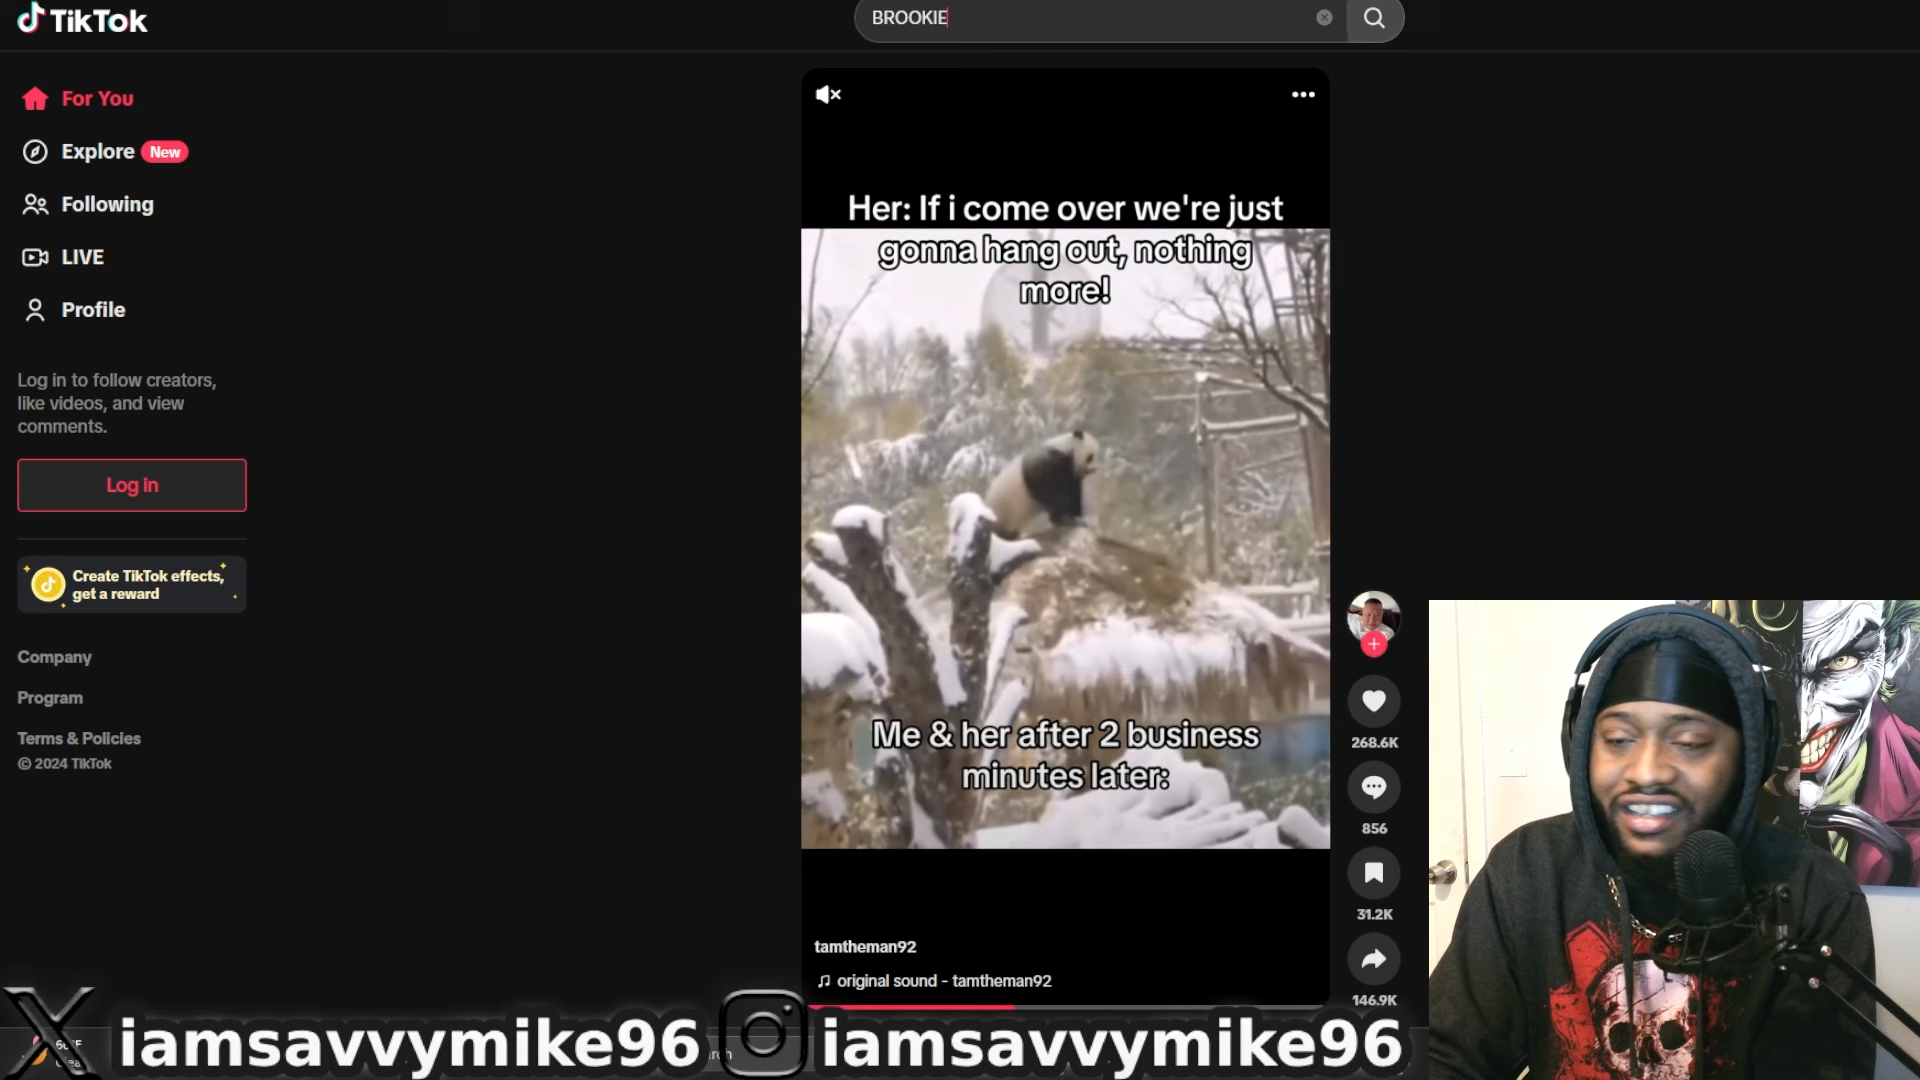 TikTok
BROOKIE
For You
Explore New
Following
LIVE
Profile
Log in to follow creators,
like videos, and view
comments.
Log in
Create TikTok effects,
get a reward
Company
Program
Terms & Policies
© 2024 TikTok
Her: If i come over we're just
gonna hang out, nothing
more!
Me & her after 2 business
minutes later:
tamtheman92
original sound - tamtheman92
268.6K
856
31.2K
146.9K
iamsavvymike96
iamsavvymike96